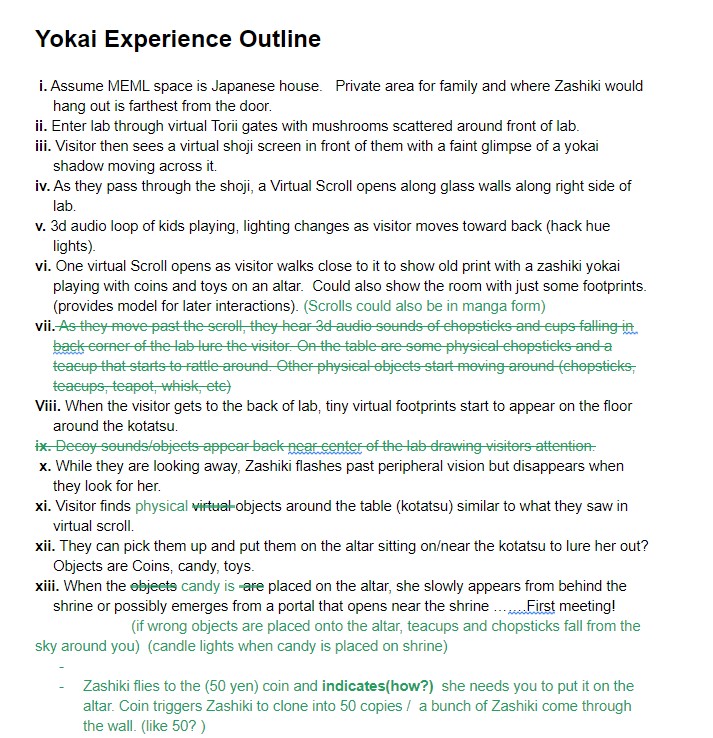 Yokai Experience Outline
i. Assume MEML space is Japanese house.   Private area for family and where Zashiki would
hang out is farthest from the door.
ii. Enter lab through virtual Torii gates with mushrooms scattered around front of lab.
iii. Visitor then sees a virtual shoji screen in front of them with a faint glimpse of a yokai
shadow moving across it.
iv. As they pass through the shoji, a Virtual Scroll opens along glass walls along right side of
lab.
v. 3d audio loop of kids playing, lighting changes as visitor moves toward back (hack hue
lights).
vi. One virtual Scroll opens as visitor walks close to it to show old print with a zashiki yokai
playing with coins and toys on an altar.  Could also show the room with just some footprints.
(provides model for later interactions). (Scrolls could also be in manga form)
vii. As they move past the scroll, they hear 3d audio sounds of chopsticks and cups falling in
back corner of the lab lure the visitor. On the table are some physical chopsticks and a
teacup that starts to rattle around. Other physical objects start moving around (chopsticks,
teacups, teapot, whisk, etc)
Viii. When the visitor gets to the back of lab, tiny virtual footprints start to appear on the floor
around the kotatsu.
ix. Decoy sounds/objects appear back near center of the lab drawing visitors attention.
x. While they are looking away, Zashiki flashes past peripheral vision but disappears when
they look for her.
xi. Visitor finds physical virtual objects around the table (kotatsu) similar to what they saw in
virtual scroll.
xii. They can pick them up and put them on the altar sitting on/near the kotatsu to lure her out?
Objects are Coins, candy, toys.
xiii. When the objects candy is are placed on the altar, she slowly appears from behind the
shrine or possibly emerges from a portal that opens near the shrine …....First meeting!
(if wrong objects are placed onto the altar, teacups and chopsticks fall from the
sky around you)  (candle lights when candy is placed on shrine)
-
- Zashiki flies to the (50 yen) coin and indicates(how?)  she needs you to put it on the
altar. Coin triggers Zashiki to clone into 50 copies /  a bunch of Zashiki come through
the wall. (like 50? )